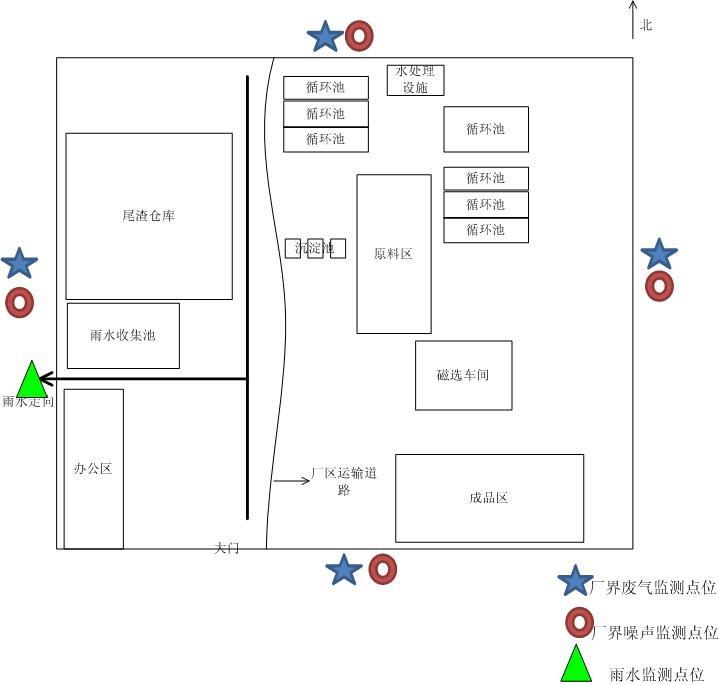 北
循环池
水处理
设施
循环池
循环池
循环池
尾渣仓库
循环池
循环池
循环池
沉淀池
原料区
雨水收集池
磁选车间
雨水走向
办公区
厂区运输道
路
成品区
大门
厂界废气监测点位
厂界噪声监测点位
雨水监测点位